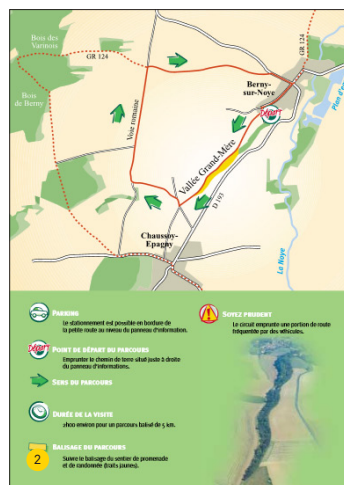 Bois des
Varinois
GR 124
GR 124
Bois
de Berny
Berny-
sur-Noye
Départ
Plan d'e
Voie romaine
Vallée Grand-Mère
D 193
Chaussoy-
Epagny
La Noye
PARKING
Le stationnement est possible en bordure de
la petite route au niveau du panneau d'information.
Départ
POINT DE DÉPART DU PARCOURS
Emprunter le chemin de terre situé juste à droite
du panneau d'informations.
SENS DU PARCOURS
DURÉE DE LA VISITE
2h00 environ pour un parcours balisé de 5 km.
BALISAGE DU PARCOURS
Suivre le balisage du sentier de promenade
et de randonnée (traits jaunes).
2
SOYEZ PRUDENT
Le circuit emprunte une portion de route
fréquentée par des véhicules.